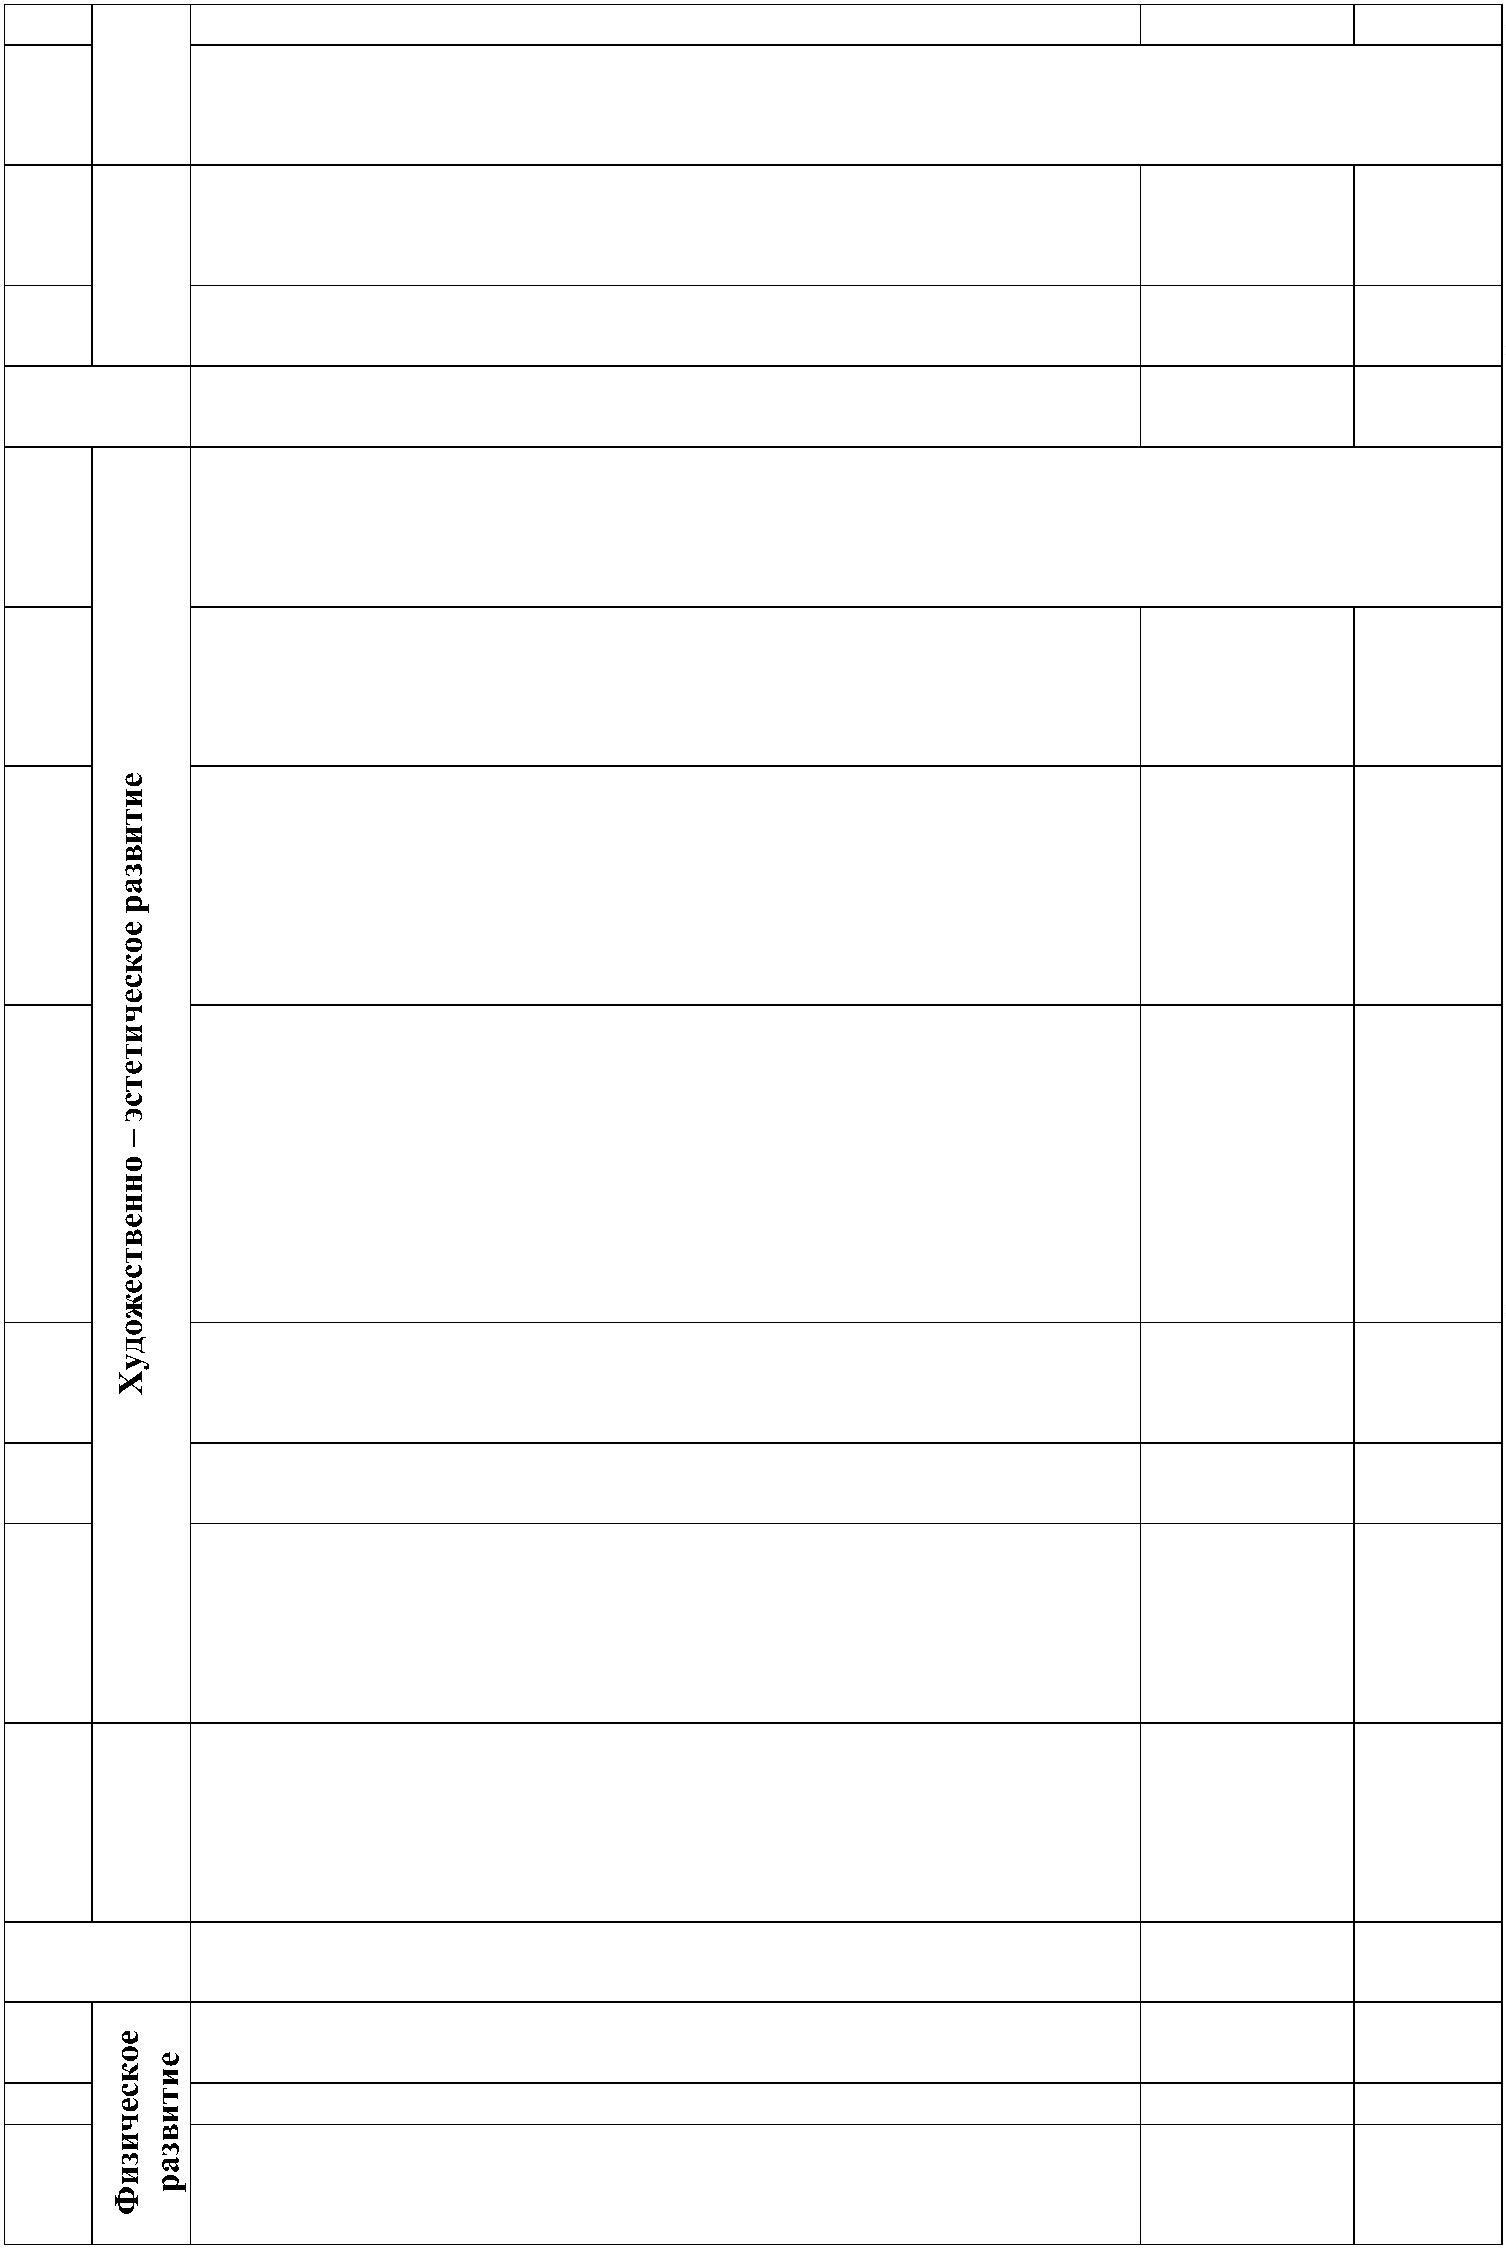 Художественно – эстетическое развитие
Физическое
развитие